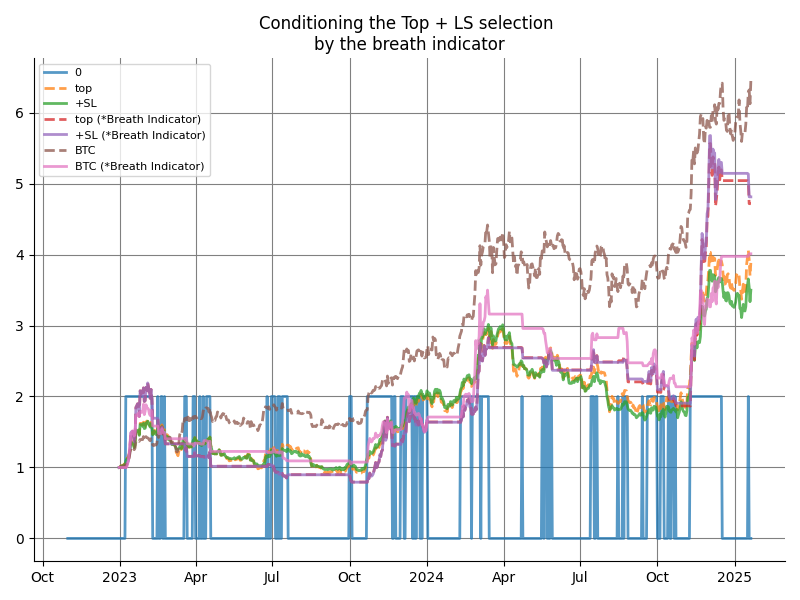 Conditioning the Top + LS selection
by the breath indicator
0
top
+SL
top (*Breath Indicator)
+SL (*Breath Indicator)
BTC
BTC (*Breath Indicator)
6
5
4
3
2
1
0
Oct
2023
Apr
Jul
Oct
2024
Apr
Jul
Oct
2025